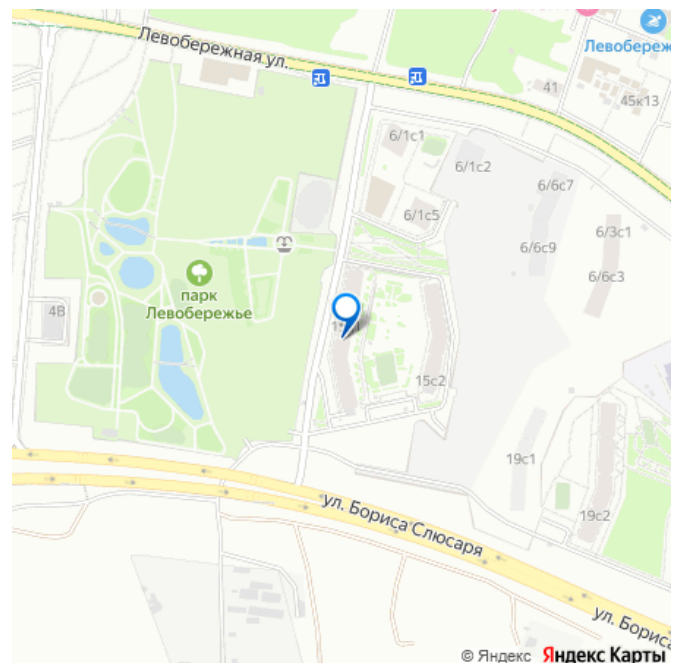 Левобережная ул.
Левобереж
41
45к13
6/1с1
6/1с2
6/6с7
6/1с5
6/3с1
6/6с9
6/6с3
парк
Левобережье
4В
15с2
19с1
19с2
ул. Бориса Слюсаря
ул. Бориса
© Яндекс Яндекс Карты